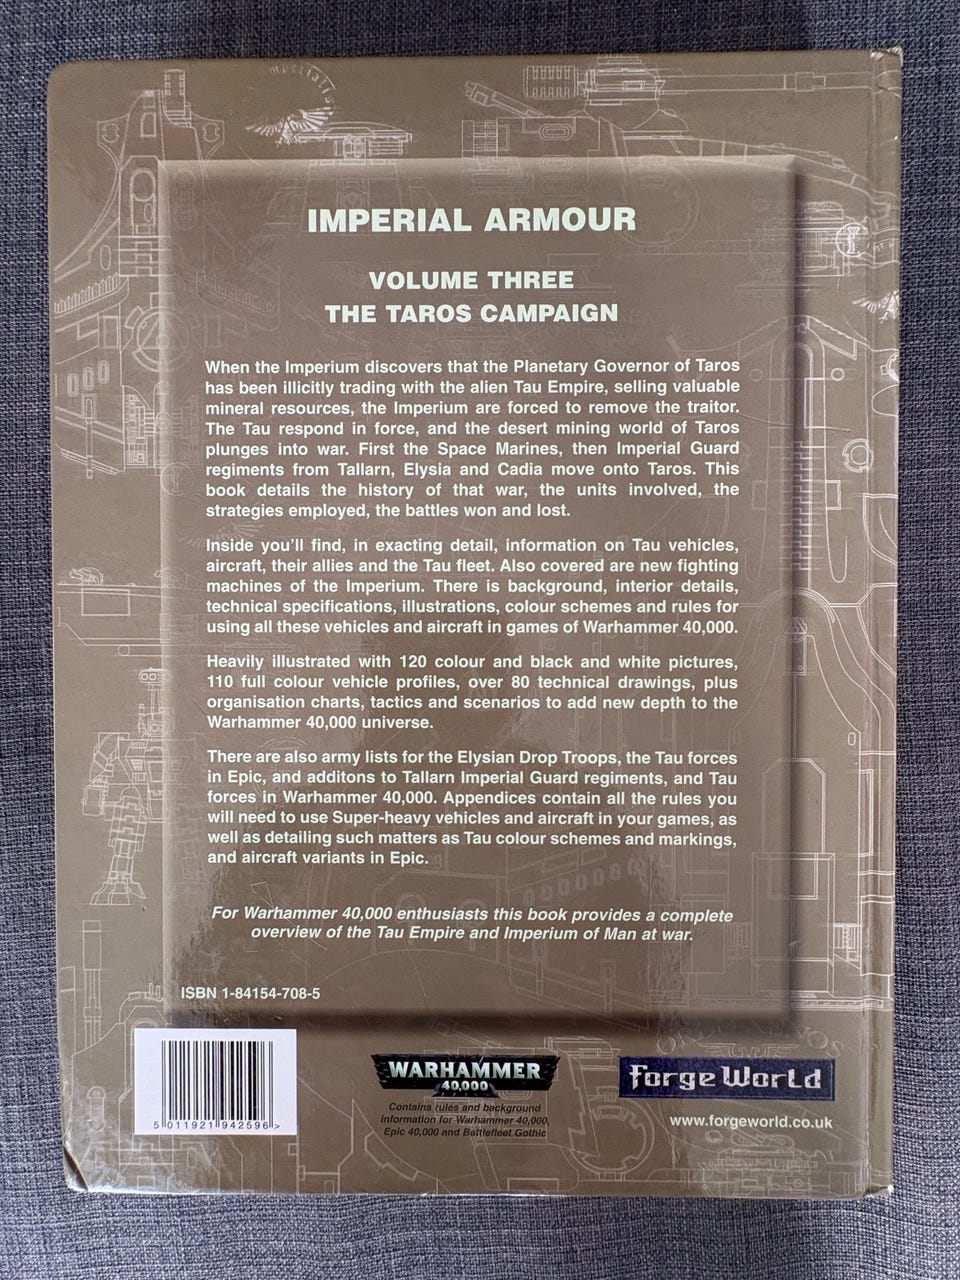 IMPERIAL ARMOUR
VOLUME THREE
THE TAROS CAMPAIGN
When the Imperium discovers that the Planetary Governor of Taros
has been illicitly trading with the alien Tau Empire, selling valuable
mineral resources, the Imperium are forced to remove the traitor.
The Tau respond in force, and the desert mining world of Taros
plunges into war. First the Space Marines, then Imperial Guard
regiments from Tallarn, Elysia and Cadia move onto Taros. This
book details the history of that war, the units involved, the
strategies employed, the battles won and lost.
Inside you'll find, in exacting detail, information on Tau vehicles,
aircraft, their allies and the Tau fleet. Also covered are new fighting
machines of the Imperium. There is background, interior details,
technical specifications, illustrations, colour schemes and rules for
using all these vehicles and aircraft in games of Warhammer 40,000.
Heavily illustrated with 120 colour and black and white pictures,
110 full colour vehicle profiles, over 80 technical drawings, plus
organisation charts, tactics and scenarios to add new depth to the
Warhammer 40,000 universe.
There are also army lists for the Elysian Drop Troops, the Tau forces
in Epic, and additons to Tallarn Imperial Guard regiments, and Tau
forces in Warhammer 40,000. Appendices contain all the rules you
will need to use Super-heavy vehicles and aircraft in your games, as
well as detailing such matters as Tau colour schemes and markings,
and aircraft variants in Epic.
For Warhammer 40,000 enthusiasts this book provides a complete
overview of the Tau Empire and Imperium of Man at war.
ISBN 1-84154-708-5
5 011921 942596 >
WARHAMMER
40,000
Contains rules and background
information for Warhammer 40,000,
Epic 40,000 and Battlefleet Gothic
Forge World
www.forgeworld.co.uk